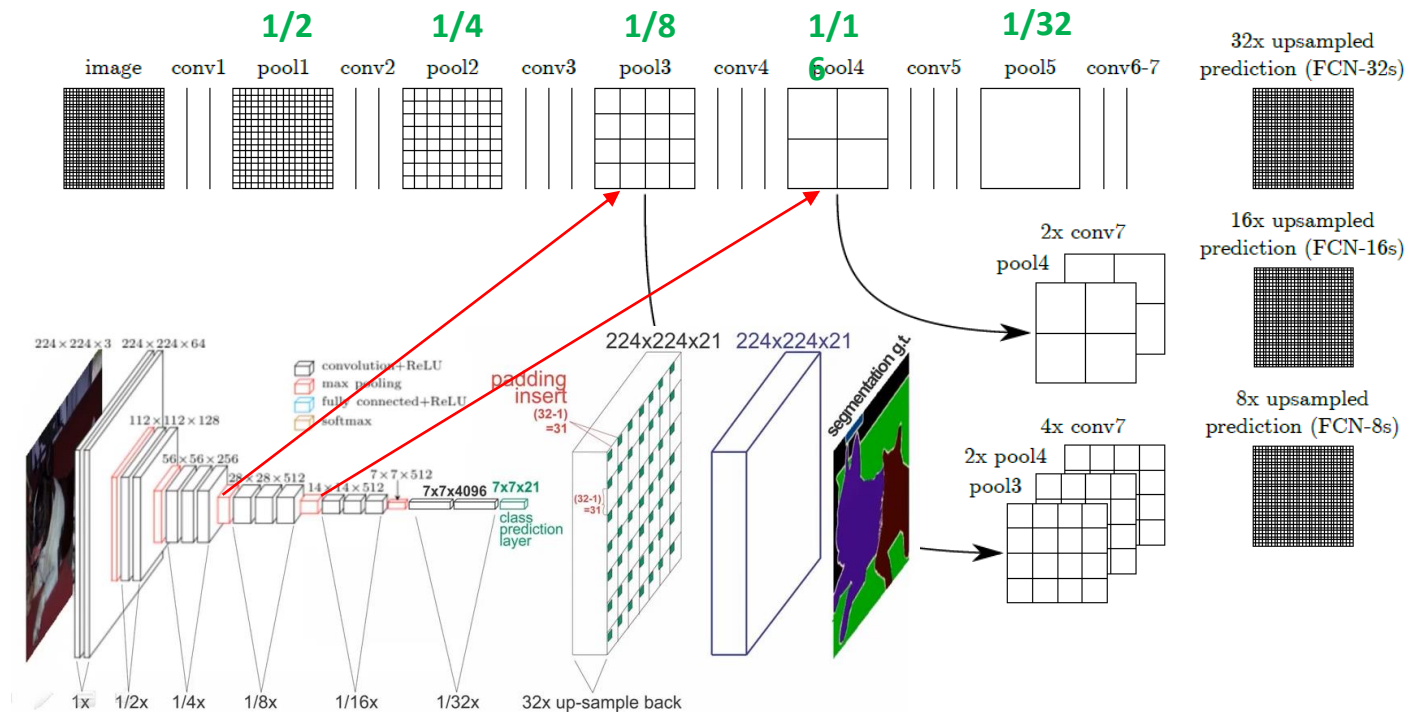 1/2 1/4 1/8 1/1 1/32
6
image conv1 pool1 conv2 pool2 conv3 pool3 conv4 pool4 conv5 pool5 conv6-7
32x upsampled
prediction (FCN-32s)
16x upsampled
prediction (FCN-16s)
2x conv7
pool4
8x upsampled
prediction (FCN-8s)
4x conv7
2x pool4
pool3
224×224×3 224×224×64
112×112×128
56×56×256
28×28×512
14×14×512
7×7×512
7x7x4096
7x7x21
class
prediction
layer
convolution+ReLU
max pooling
fully connected+ReLU
softmax
padding
insert
(32-1)
=31
(32-1)
=31
224x224x21 224x224x21
segmentation g.t.
1x 1/2x 1/4x 1/8x 1/16x 1/32x 32x up-sample back